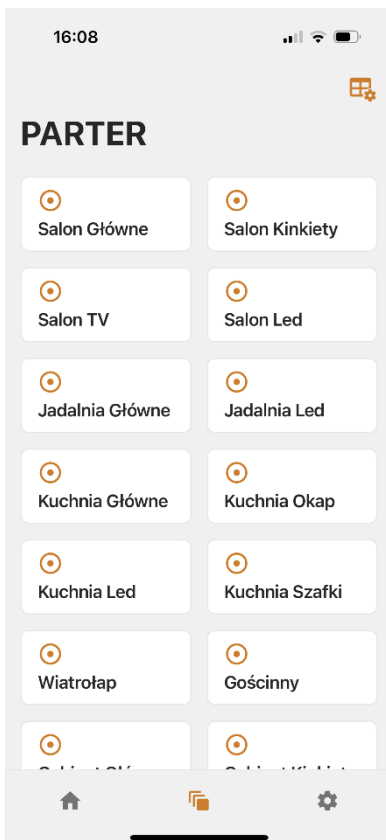 16:08
PARTER
Salon Główne
Salon Kinkiety
Salon TV
Salon Led
Jadalnia Główne
Jadalnia Led
Kuchnia Główne
Kuchnia Okap
Kuchnia Led
Kuchnia Szafki
Wiatrołap
Gościnny